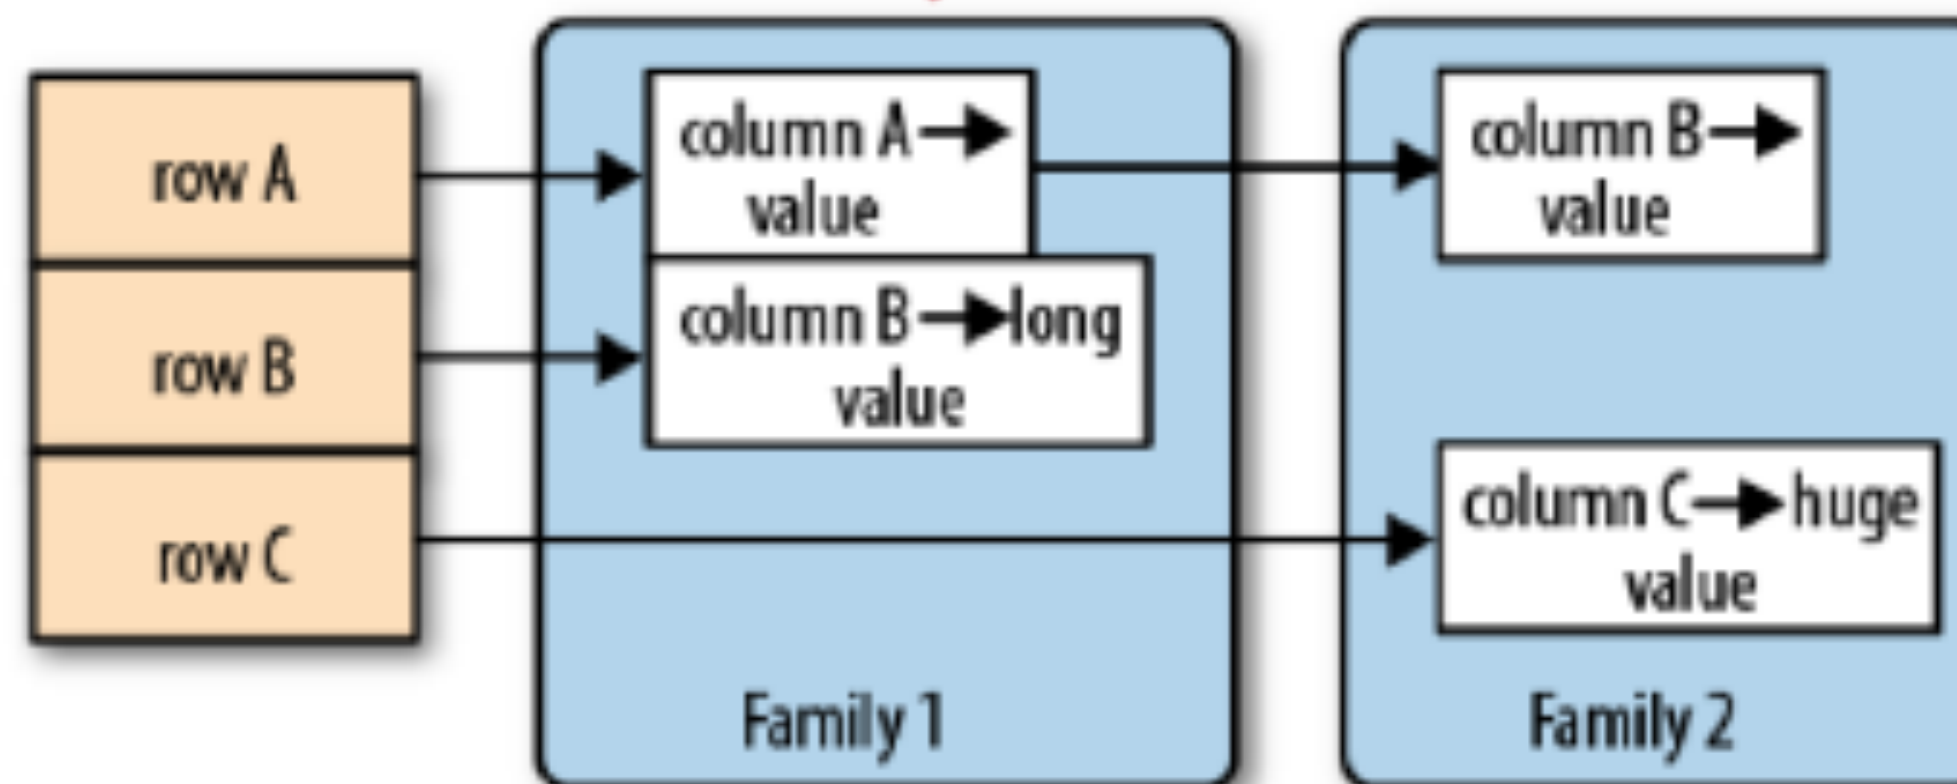 row A
row B
row C
column A
value
column B long
value
Family 1
column B
value
column C huge
value
Family 2